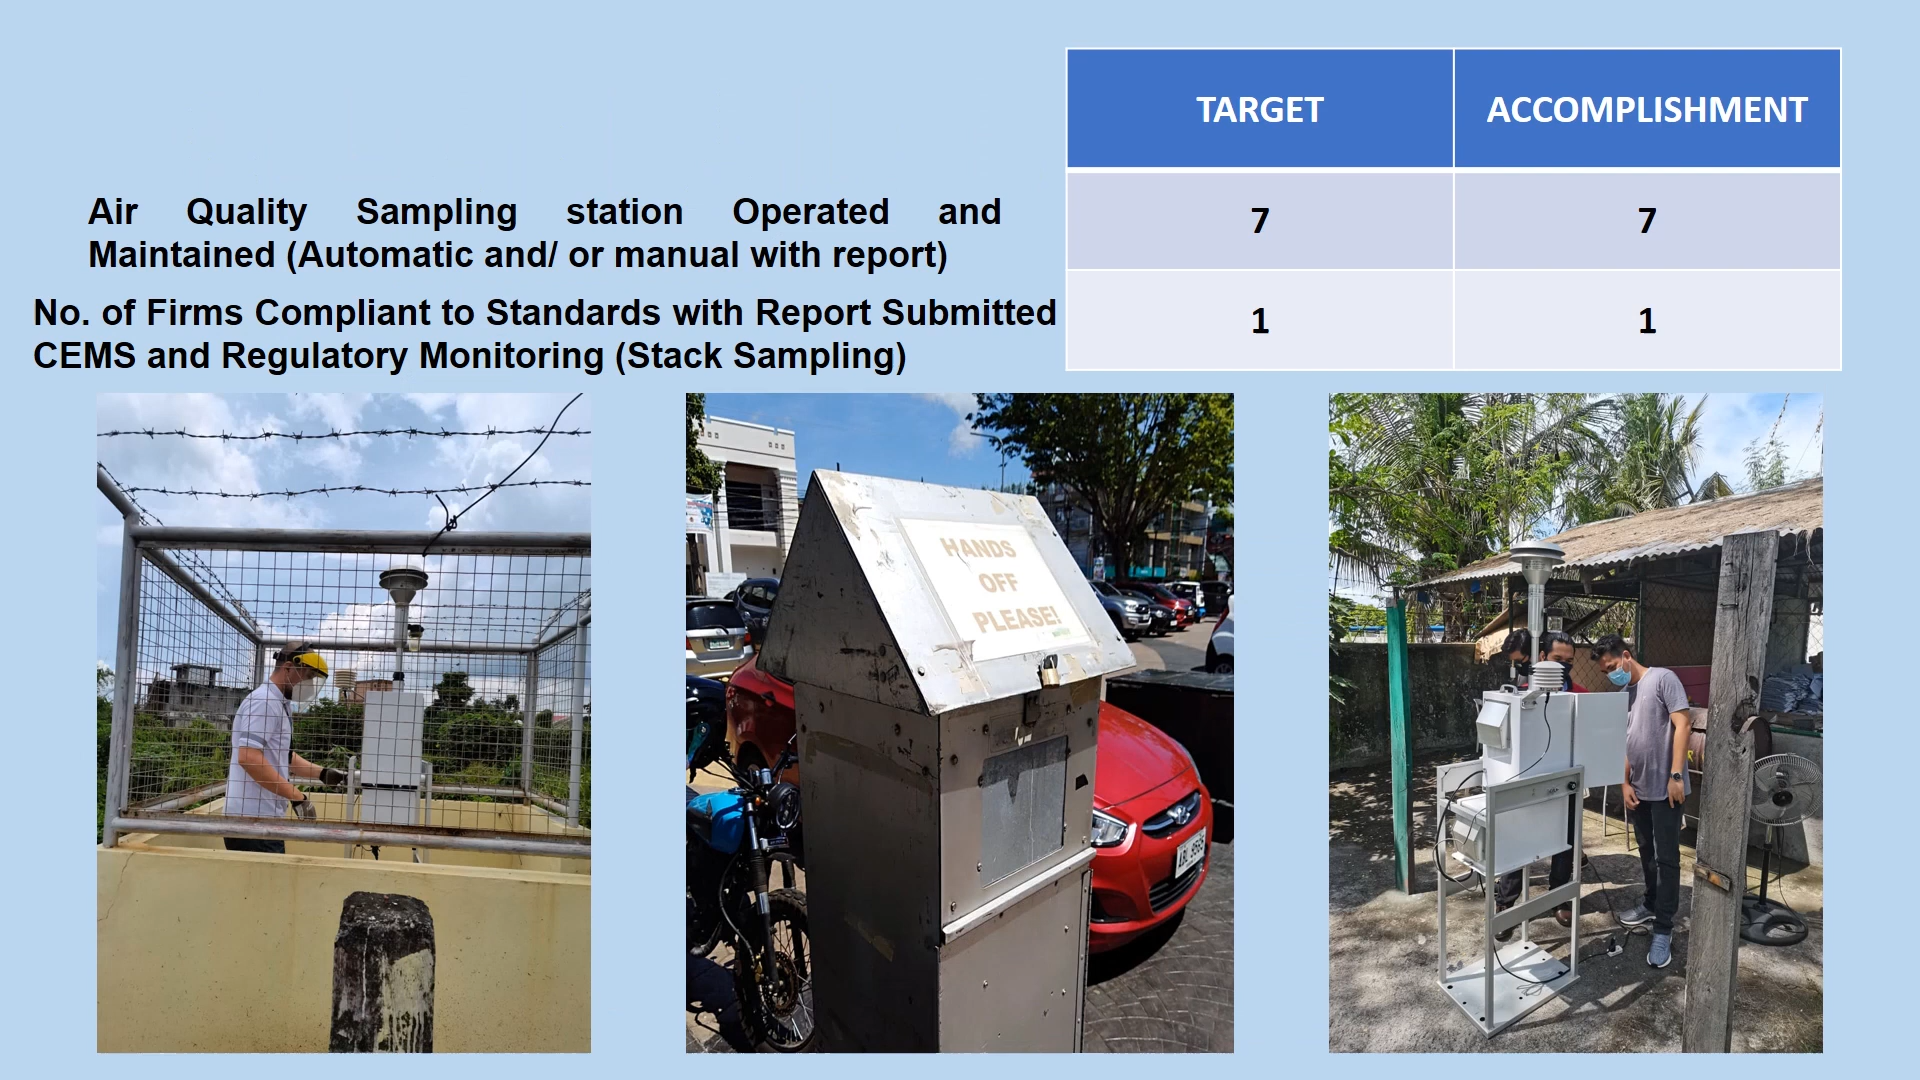 TARGET ACCOMPLISHMENT
Air Quality Sampling station Operated and
Maintained (Automatic and/ or manual with report)
7 7
No. of Firms Compliant to Standards with Report Submitted
CEMS and Regulatory Monitoring (Stack Sampling)
1 1
HANDS
OFF
PLEASE!